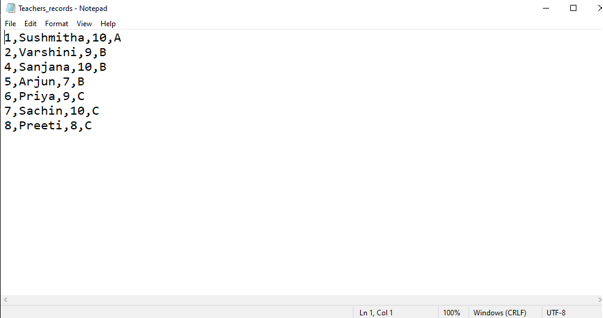 Teachers_records - Notepad
File Edit Format View Help
1,Sushmitha,10,A
2,Varshini,9,B
4,Sanjana,10,B
5,Arjun,7,B
6,Priya,9,C
7,Sachin,10,C
8,Preeti,8,C
Ln 1, Col 1 100% Windows (CRLF) UTF-8